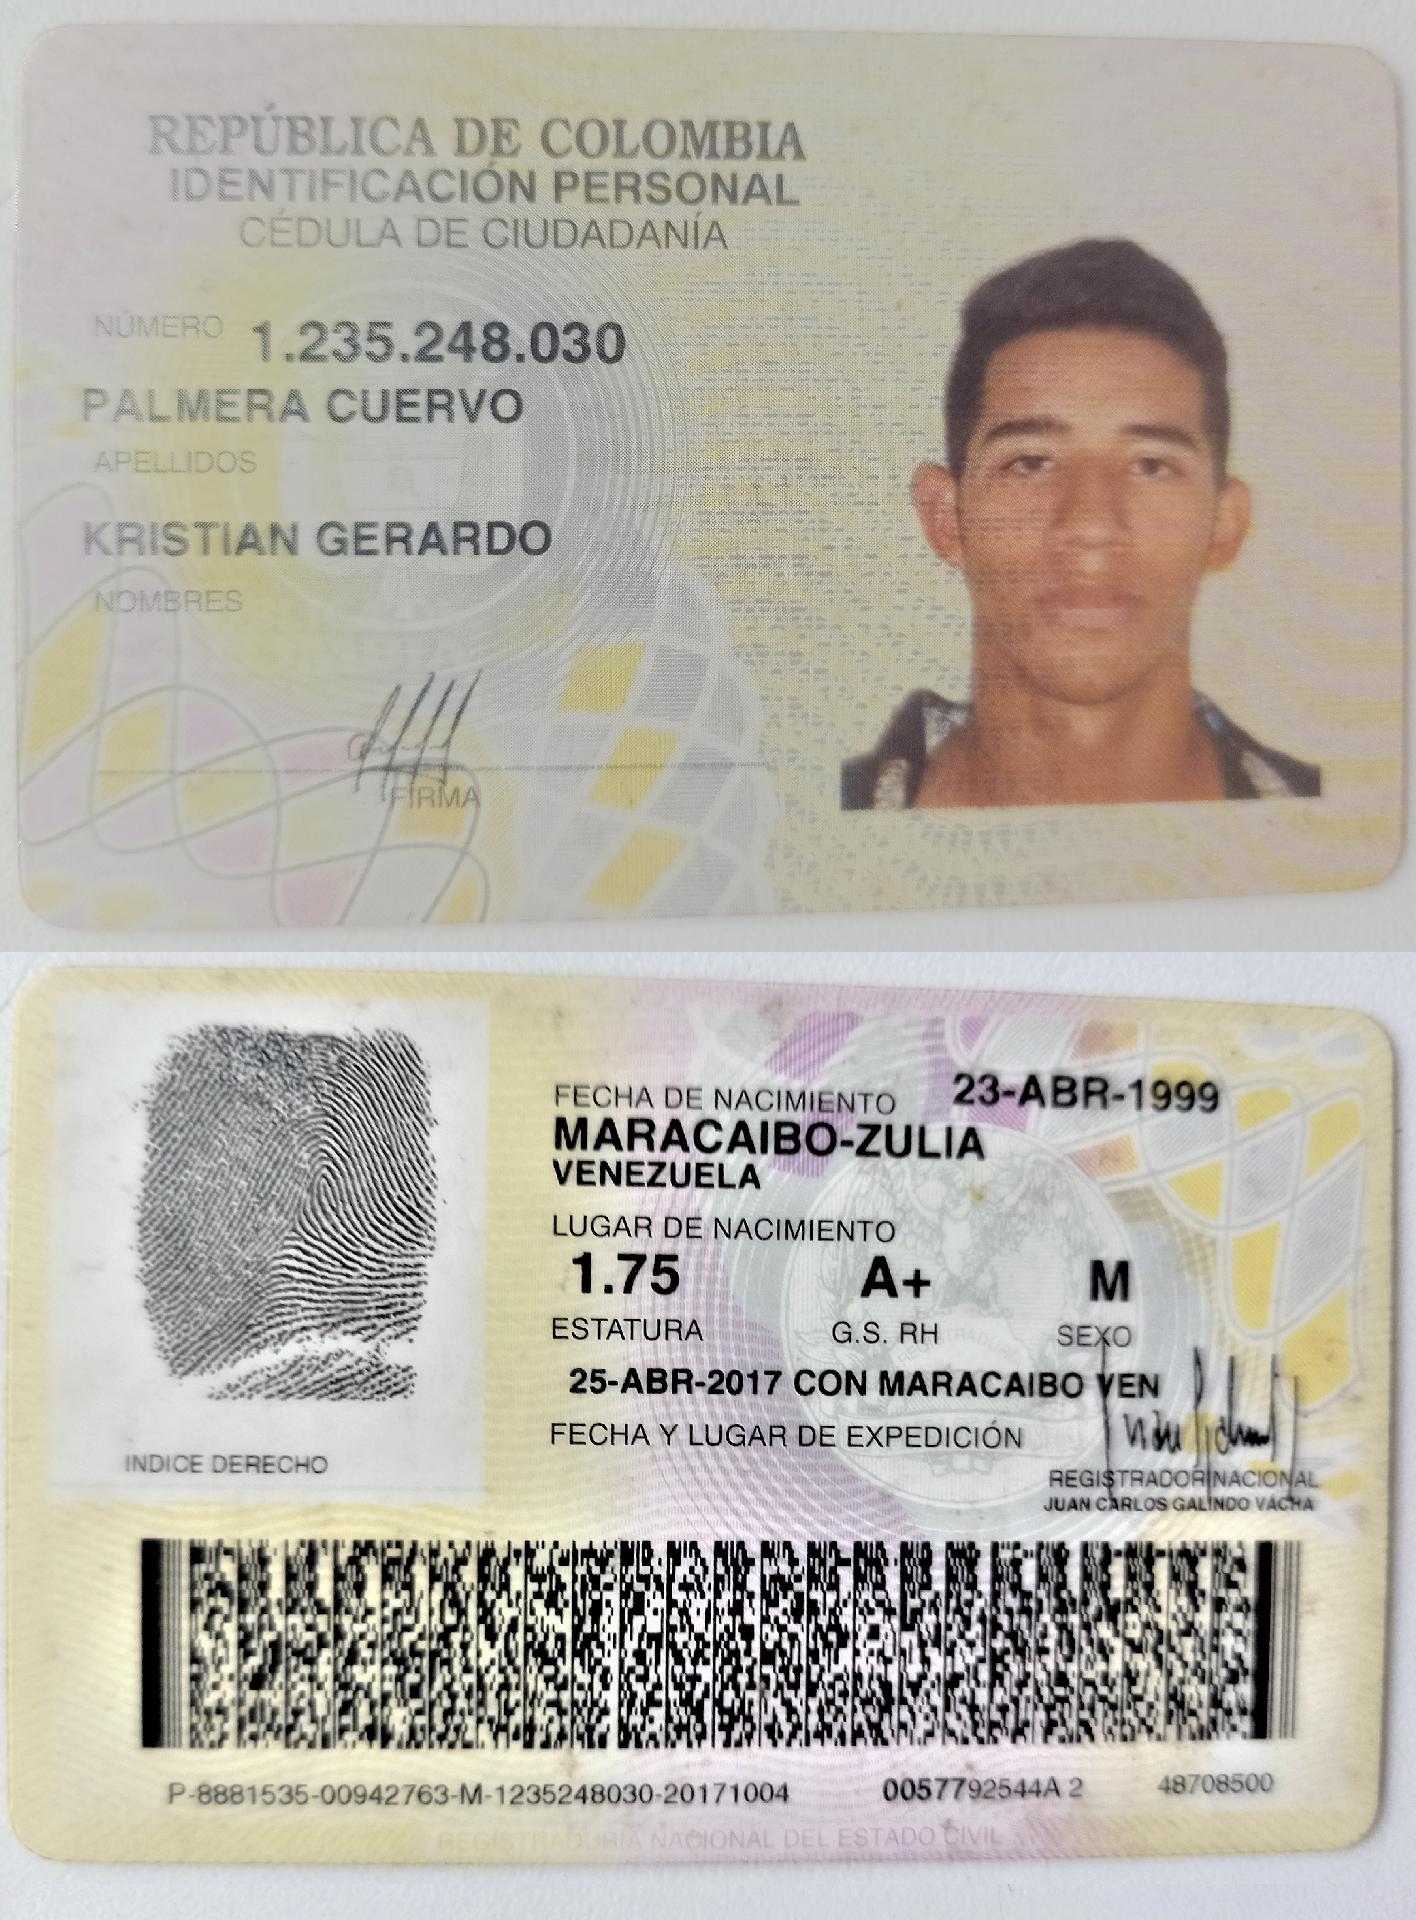 REPÚBLICA DE COLOMBIA
IDENTIFICACIÓN PERSONAL
CÉDULA DE CIUDADANÍA
NÚMERO 1.235.248.030
PALMERA CUERVO
APELLIDOS
KRISTIAN GERARDO
NOMBRES
FIRMA
FECHA DE NACIMIENTO 23-ABR-1999
MARACAIBO-ZULIA
VENEZUELA
LUGAR DE NACIMIENTO
1.75 A+ M
ESTATURA G.S. RH SEXO
25-ABR-2017 CON MARACAIBO VEN
FECHA Y LUGAR DE EXPEDICIÓN
INDICE DERECHO
REGISTRADOR NACIONAL
JUAN CARLOS GALINDO VÁCHA
P-8881535-00942763-M-1235248030-20171004 0057792544A 2 48708500
REGISTRADURÍA NACIONAL DEL ESTADO CIVIL